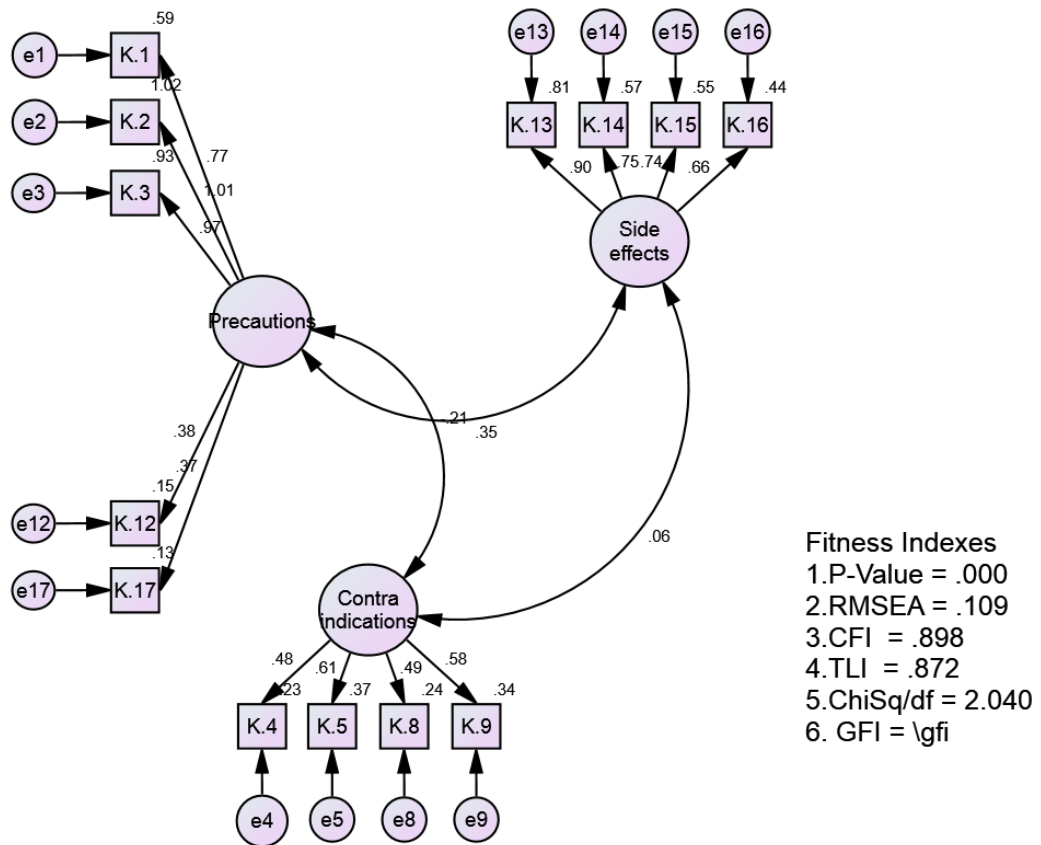 .59
e1
K.1
1.02
e2
K.2
.77
.93
e3
K.3
1.01
.97
e13
e14
e15
e16
.81
.57
.55
.44
K.13
K.14
K.15
K.16
.90
.75
.74
.66
Side
effects
Precautions
-.21
.35
.38
.37
.15
e12
K.12
.13
e17
K.17
.06
Contra
indications
.48
.61
.49
.58
.23
.37
.24
.34
K.4
K.5
K.8
K.9
e4
e5
e8
e9
Fitness Indexes
1.P-Value = .000
2.RMSEA = .109
3.CFI = .898
4.TLI = .872
5.ChiSq/df = 2.040
6. GFI = \gfi